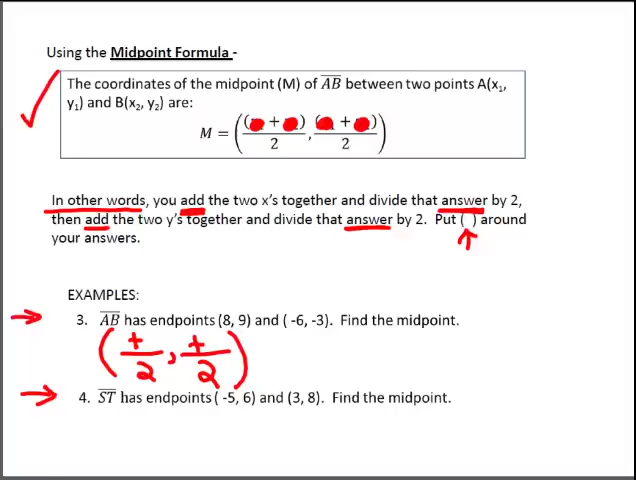 Using the Midpoint Formula -
The coordinates of the midpoint (M) of AB between two points A(x₁,
y₁) and B(x₂, y₂) are:
M = ((  +  )/2, (  +  )/2)
In other words, you add the two x's together and divide that answer by 2,
then add the two y's together and divide that answer by 2.  Put ( ) around
your answers.
EXAMPLES:
3.  AB has endpoints (8, 9) and ( -6, -3).  Find the midpoint.
(+/2, +/2)
4.  ST has endpoints ( -5, 6) and (3, 8).  Find the midpoint.